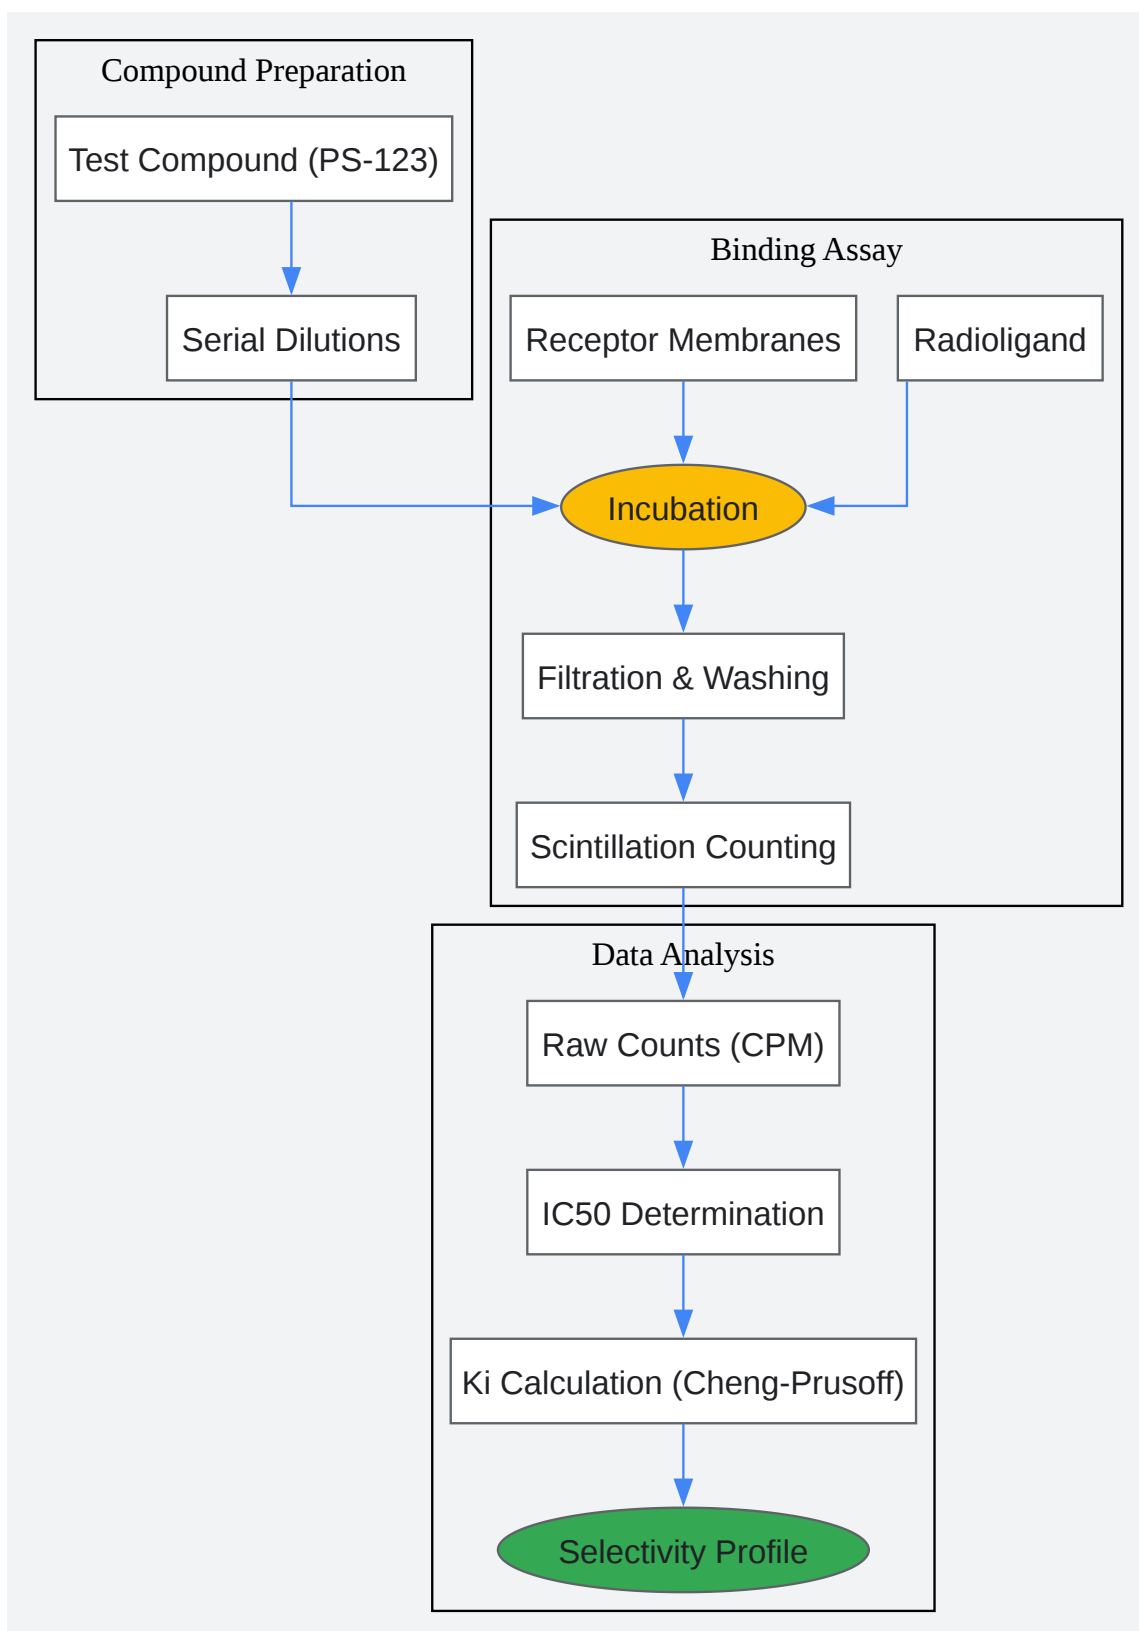 Compound Preparation
Test Compound (PS-123)
Serial Dilutions
Binding Assay
Receptor Membranes
Radioligand
Incubation
Filtration & Washing
Scintillation Counting
Data Analysis
Raw Counts (CPM)
IC50 Determination
Ki Calculation (Cheng-Prusoff)
Selectivity Profile